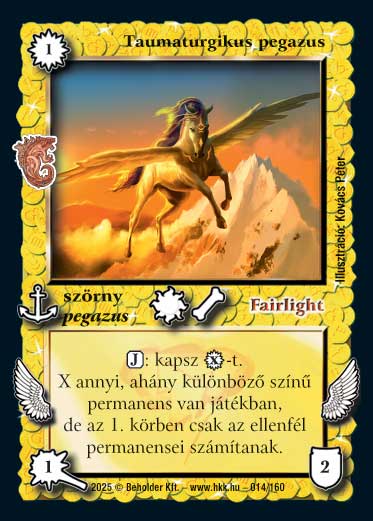 1
Taumaturgikus pegazus
Illusztráció: Kovács Péter
szörny
pegazus
Fairlight
J: kapsz X-t.
X annyi, ahány különböző színű
permanens van játékban,
de az 1. körben csak az ellenfél
permanensei számítanak.
1
2
2025 © Beholder Kft. – www.hkk.hu – 014/160